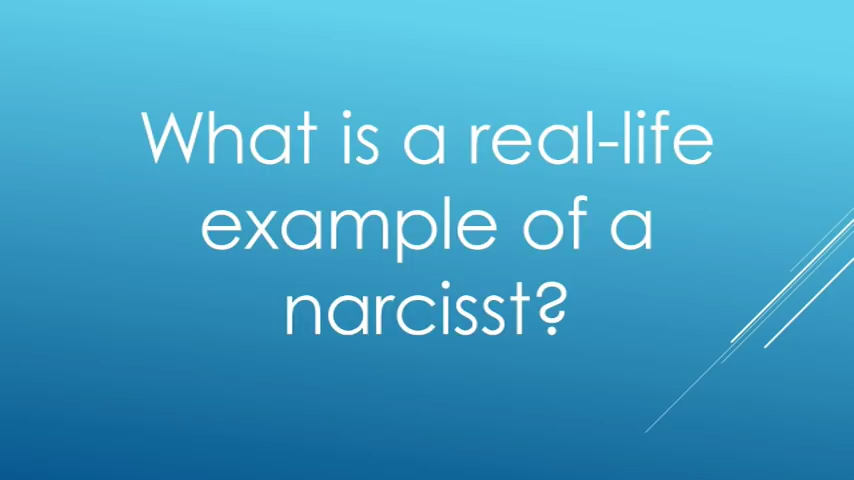 What is a real-life
example of a
narcisst?